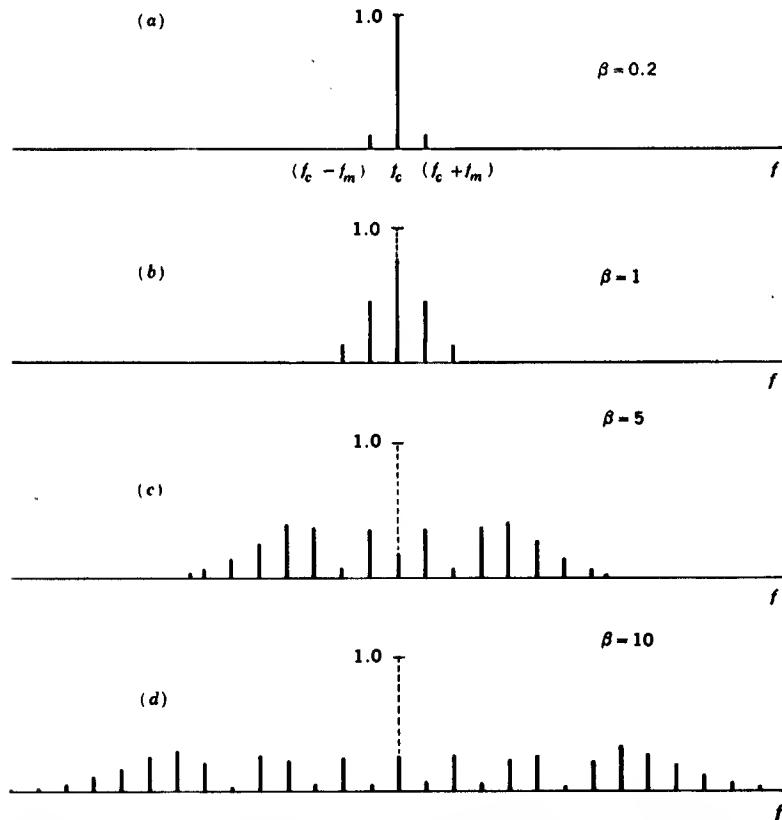 (a)
1.0
β = 0.2
(f_c − f_m) f_c (f_c + f_m) f
1.0
(b)
β = 1
f
β = 5
1.0
(c)
f
β = 10
1.0
(d)
f